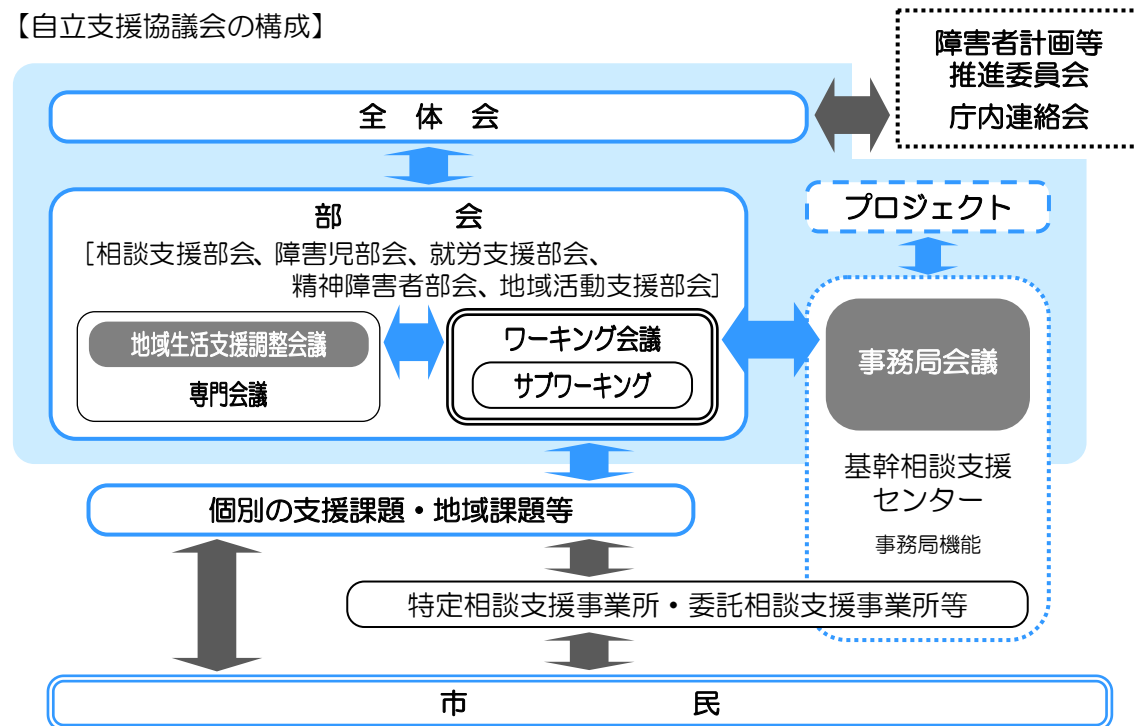 【自立支援協議会の構成】
障害者計画等
推進委員会
庁内連絡会
全体会
プロジェクト
部会
[相談支援部会、障害児部会、就労支援部会、
精神障害者部会、地域活動支援部会]
地域生活支援調整会議
専門会議
ワーキング会議
サブワーキング
事務局会議
基幹相談支援
センター
事務局機能
個別の支援課題・地域課題等
特定相談支援事業所・委託相談支援事業所等
市民